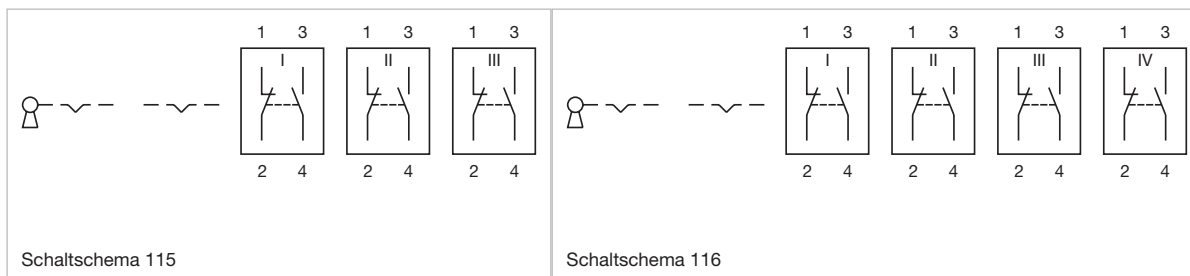 1 3 1 3 1 3
I II III
2 4 2 4 2 4
Schaltschema 115
1 3 1 3 1 3 1 3
I II III IV
2 4 2 4 2 4 2 4
Schaltschema 116